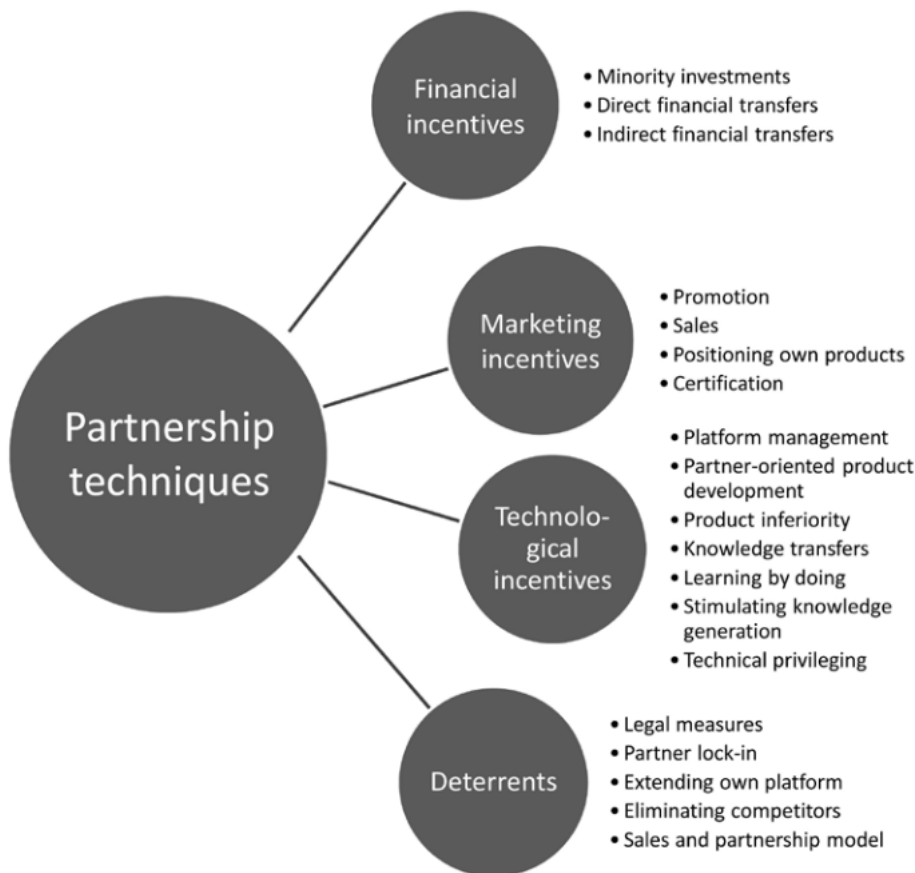 Financial
incentives
• Minority investments
• Direct financial transfers
• Indirect financial transfers
Marketing
incentives
• Promotion
• Sales
• Positioning own products
• Certification
Partnership
techniques
Technolo-
gical
incentives
• Platform management
• Partner-oriented product
development
• Product inferiority
• Knowledge transfers
• Learning by doing
• Stimulating knowledge
generation
• Technical privileging
Deterrents
• Legal measures
• Partner lock-in
• Extending own platform
• Eliminating competitors
• Sales and partnership model